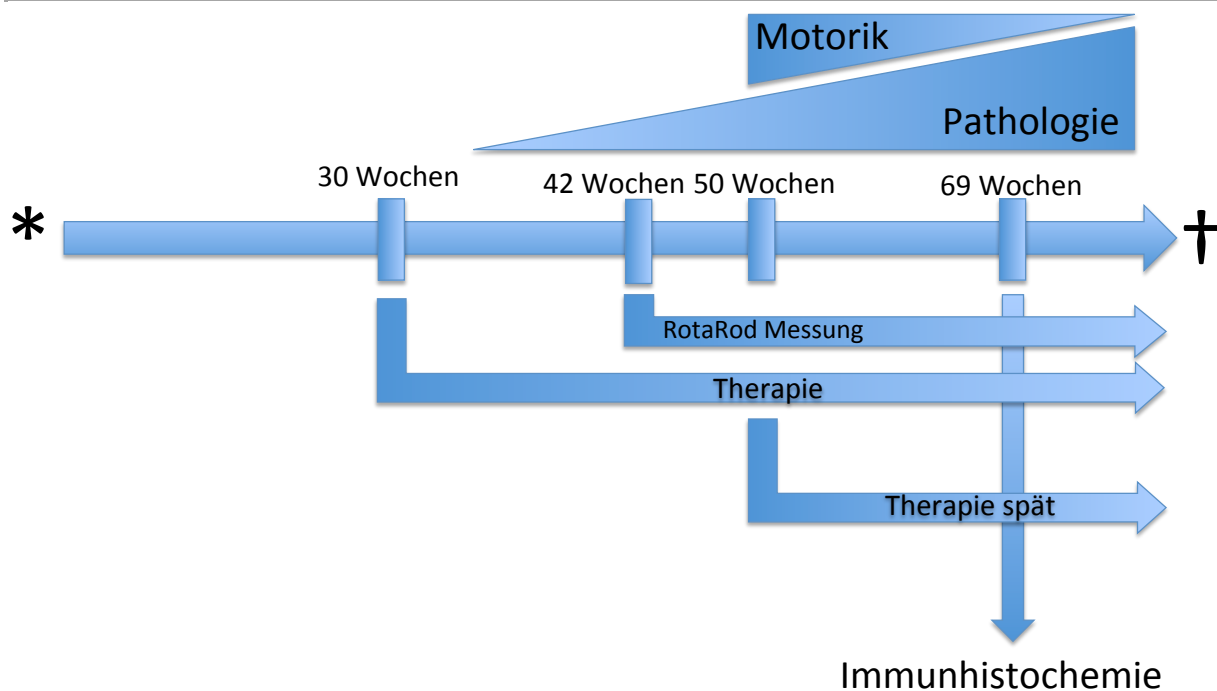 Motorik
Pathologie
30 Wochen
42 Wochen
50 Wochen
69 Wochen
*
†
RotaRod Messung
Therapie
Therapie spät
Immunhistochemie